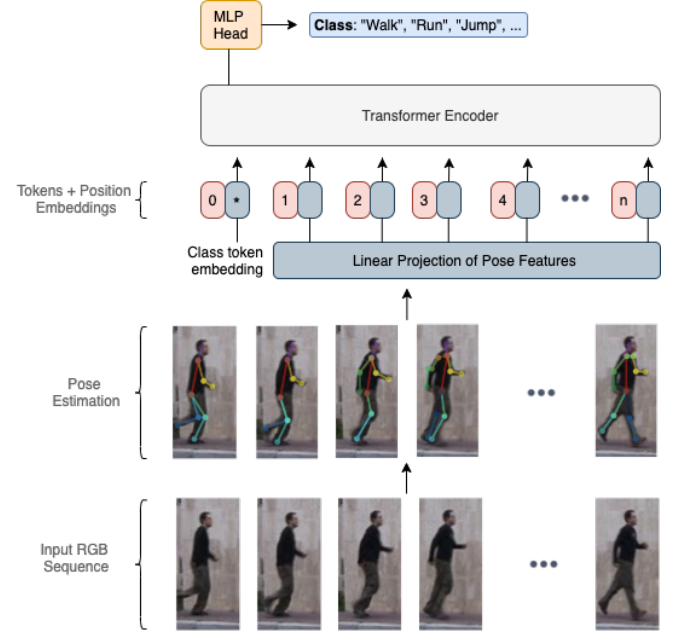 MLP
Head
Class: "Walk", "Run", "Jump", ...
Transformer Encoder
Tokens + Position
Embeddings
0 * 1 2 3 4 n
Class token
embedding
Linear Projection of Pose Features
Pose
Estimation
Input RGB
Sequence